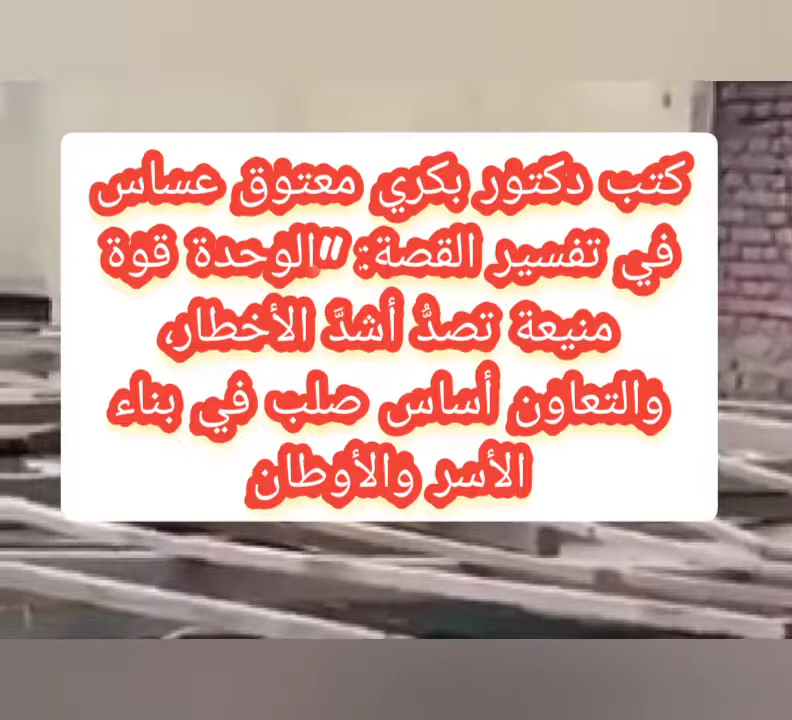 كتب دكتور بكري معتوق عساس
في تفسير القصة: "الوحدة قوة
منيعة تصدُّ أشدَّ الأخطار،
والتعاون أساس صلب في بناء
الأسر والأوطان